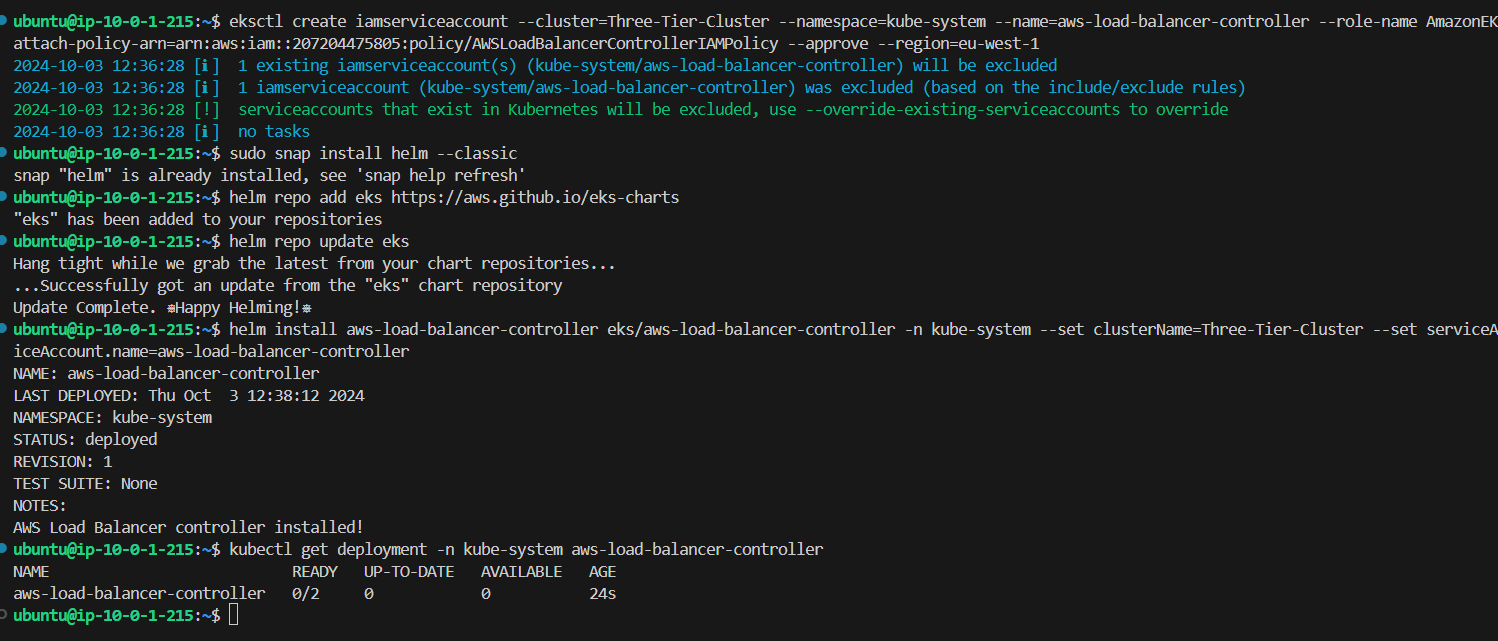 ubuntu@ip-10-0-1-215:~$ eksctl create iamserviceaccount --cluster=Three-Tier-Cluster --namespace=kube-system --name=aws-load-balancer-controller --role-name AmazonEK
attach-policy-arn=arn:aws:iam::207204475805:policy/AWSLoadBalancerControllerIAMPolicy --approve --region=eu-west-1
2024-10-03 12:36:28 [ℹ]  1 existing iamserviceaccount(s) (kube-system/aws-load-balancer-controller) will be excluded
2024-10-03 12:36:28 [ℹ]  1 iamserviceaccount (kube-system/aws-load-balancer-controller) was excluded (based on the include/exclude rules)
2024-10-03 12:36:28 [!]  serviceaccounts that exist in Kubernetes will be excluded, use --override-existing-serviceaccounts to override
2024-10-03 12:36:28 [ℹ]  no tasks
ubuntu@ip-10-0-1-215:~$ sudo snap install helm --classic
snap "helm" is already installed, see 'snap help refresh'
ubuntu@ip-10-0-1-215:~$ helm repo add eks https://aws.github.io/eks-charts
"eks" has been added to your repositories
ubuntu@ip-10-0-1-215:~$ helm repo update eks
Hang tight while we grab the latest from your chart repositories...
...Successfully got an update from the "eks" chart repository
Update Complete. ⎈Happy Helming!⎈
ubuntu@ip-10-0-1-215:~$ helm install aws-load-balancer-controller eks/aws-load-balancer-controller -n kube-system --set clusterName=Three-Tier-Cluster --set serviceA
iceAccount.name=aws-load-balancer-controller
NAME: aws-load-balancer-controller
LAST DEPLOYED: Thu Oct  3 12:38:12 2024
NAMESPACE: kube-system
STATUS: deployed
REVISION: 1
TEST SUITE: None
NOTES:
AWS Load Balancer controller installed!
ubuntu@ip-10-0-1-215:~$ kubectl get deployment -n kube-system aws-load-balancer-controller
NAME                           READY   UP-TO-DATE   AVAILABLE   AGE
aws-load-balancer-controller   0/2     0            0           24s
ubuntu@ip-10-0-1-215:~$